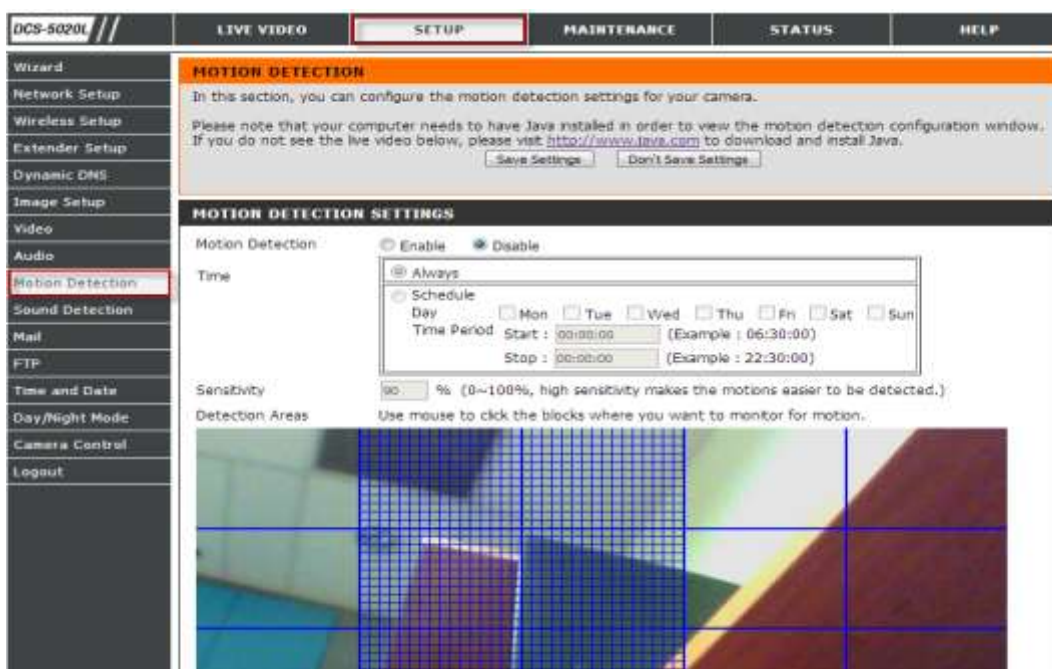 DCS-5020L
LIVE VIDEO
SETUP
MAINTENANCE
STATUS
HELP
Wizard
Network Setup
Wireless Setup
Extender Setup
Dynamic DNS
Image Setup
Video
Audio
Motion Detection
Sound Detection
Mail
FTP
Time and Date
Day/Night Mode
Camera Control
Logout
MOTION DETECTION
In this section, you can configure the motion detection settings for your camera.
Please note that your computer needs to have Java installed in order to view the motion detection configuration window.
If you do not see the live video below, please visit http://www.java.com to download and install Java.
Save Settings Don't Save Settings
MOTION DETECTION SETTINGS
Motion Detection Enable Disable
Time Always
Schedule
Day Mon Tue Wed Thu Fri Sat Sun
Time Period Start : 00:00:00 (Example : 06:30:00)
Stop : 00:00:00 (Example : 22:30:00)
Sensitivity 90 % (0~100%, high sensitivity makes the motions easier to be detected.)
Detection Areas Use mouse to click the blocks where you want to monitor for motion.